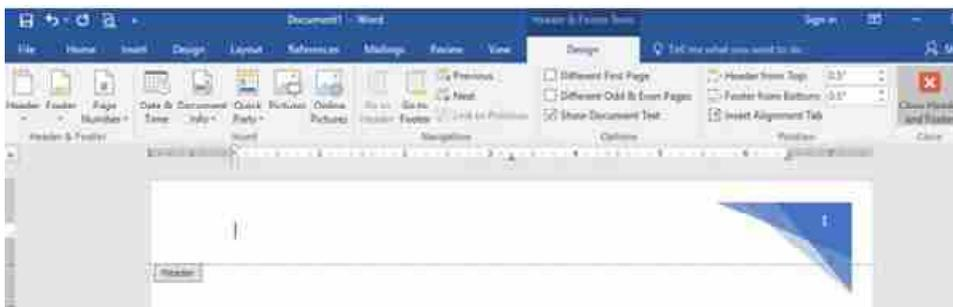 Document1 - Word Header & Footer Tools Sign in
File Home Insert Design Layout References Mailings Review View Design Tell me what you want to do
Header Footer Page Number Date & Time Document Info Quick Parts Pictures Online Pictures Go to Header Go to Footer Previous Next Link to Previous
Different First Page
Different Odd & Even Pages
Show Document Text
Header from Top: 0.5"
Footer from Bottom: 0.5"
Insert Alignment Tab
Close Header and Footer
Header & Footer Insert Navigation Options Position Close
1
Header